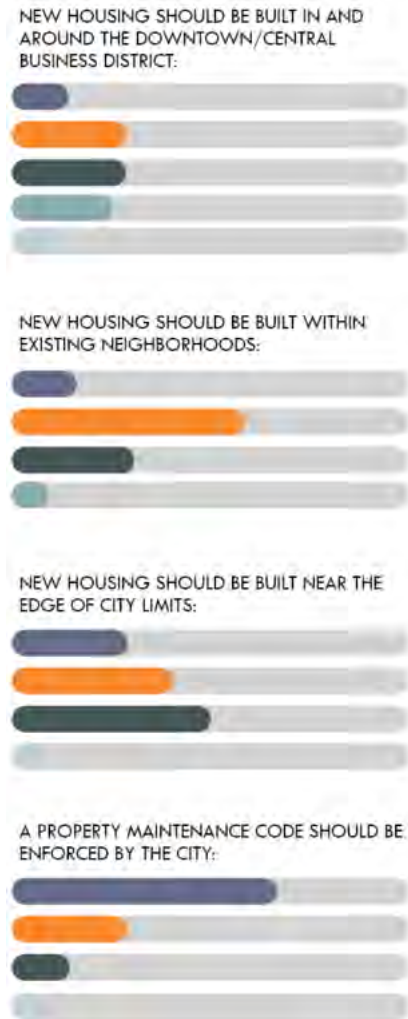 NEW HOUSING SHOULD BE BUILT IN AND
AROUND THE DOWNTOWN/CENTRAL
BUSINESS DISTRICT:
NEW HOUSING SHOULD BE BUILT WITHIN
EXISTING NEIGHBORHOODS:
NEW HOUSING SHOULD BE BUILT NEAR THE
EDGE OF CITY LIMITS:
A PROPERTY MAINTENANCE CODE SHOULD BE
ENFORCED BY THE CITY: